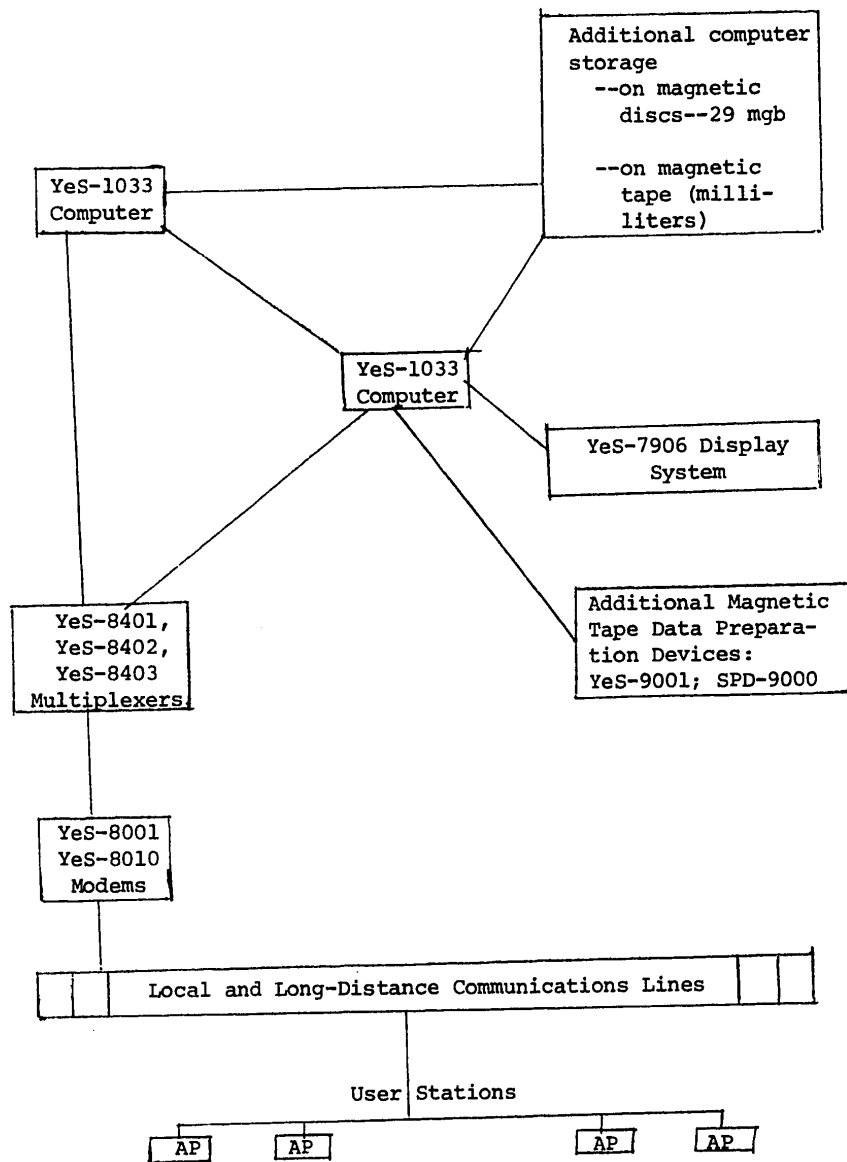 Additional computer
storage
--on magnetic
discs--29 mgb
--on magnetic
tape (milli-
liters)
YeS-1033
Computer
YeS-1033
Computer
YeS-7906 Display
System
YeS-8401,
YeS-8402,
YeS-8403
Multiplexers
Additional Magnetic
Tape Data Prepara-
tion Devices:
YeS-9001; SPD-9000
YeS-8001
YeS-8010
Modems
Local and Long-Distance Communications Lines
User Stations
AP AP AP AP